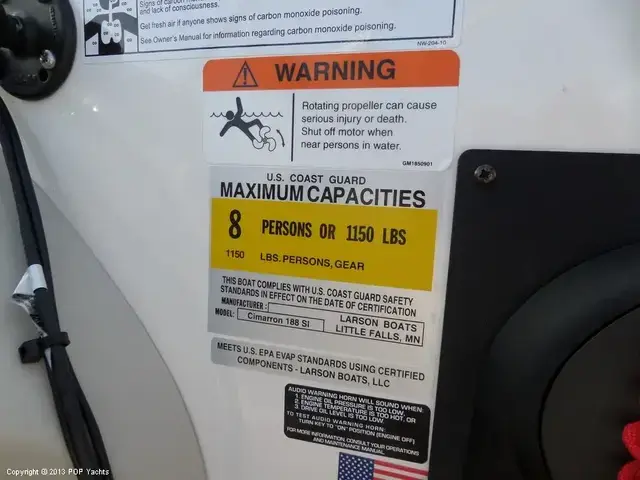 Signs of carbon monoxide poisoning
and lack of consciousness.
Get fresh air if anyone shows signs of carbon monoxide poisoning.
See Owner's Manual for information regarding carbon monoxide poisoning.
NW-204-10
WARNING
Rotating propeller can cause
serious injury or death.
Shut off motor when
near persons in water.
GM1850901
U.S. COAST GUARD
MAXIMUM CAPACITIES
8 PERSONS OR 1150 LBS
1150 LBS. PERSONS, GEAR
THIS BOAT COMPLIES WITH U.S. COAST GUARD SAFETY
STANDARDS IN EFFECT ON THE DATE OF CERTIFICATION
MANUFACTURER: LARSON BOATS
MODEL: Cimarron 188 SI LITTLE FALLS, MN
MEETS U.S. EPA EVAP STANDARDS USING CERTIFIED
COMPONENTS - LARSON BOATS, LLC
AUDIO WARNING HORN WILL SOUND WHEN:
1. ENGINE OIL PRESSURE IS TOO LOW,
2. ENGINE TEMPERATURE IS TOO HOT, OR
3. DRIVE OIL LEVEL IS TOO LOW.
TO TEST AUDIO WARNING HORN:
TURN KEY TO "ON" POSITION (ENGINE OFF)
FOR MORE INFORMATION, CONSULT YOUR OPERATIONS
AND MAINTENANCE MANUAL.
Copyright © 2013 POP Yachts